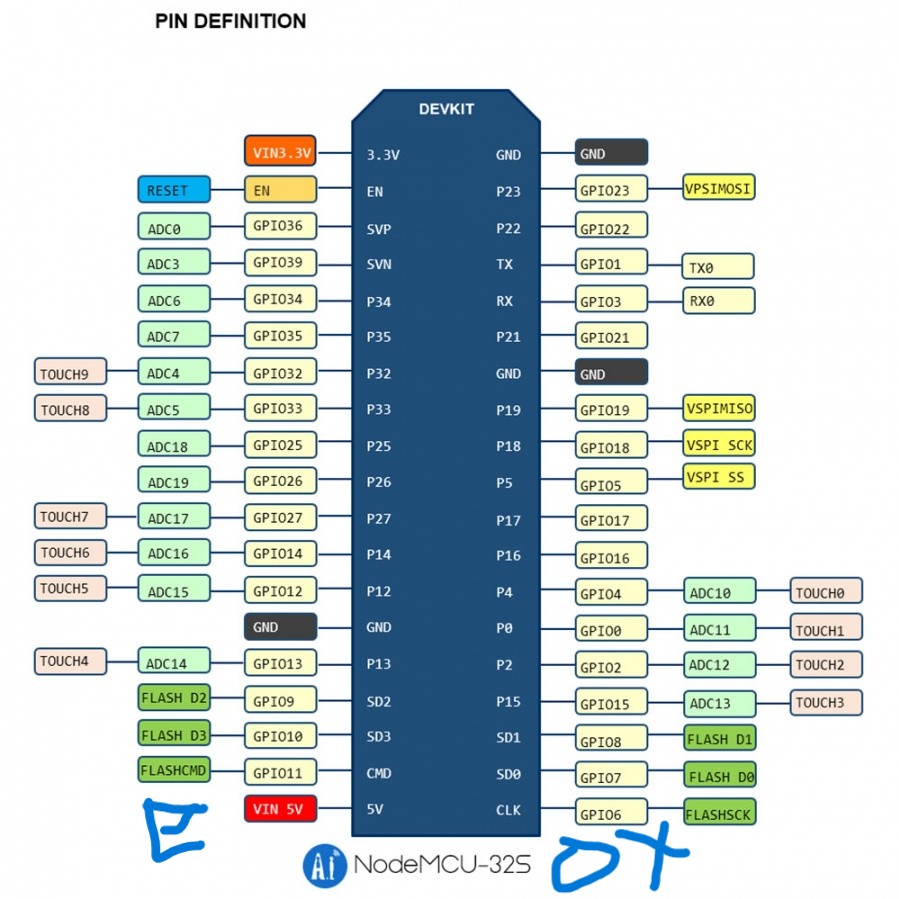 PIN DEFINITION
DEVKIT
VIN3.3V 3.3V GND GND
RESET EN EN P23 GPIO23 VPSIMOSI
ADC0 GPIO36 SVP P22 GPIO22
ADC3 GPIO39 SVN TX GPIO1 TX0
ADC6 GPIO34 P34 RX GPIO3 RX0
ADC7 GPIO35 P35 P21 GPIO21
TOUCH9 ADC4 GPIO32 P32 GND GND
TOUCH8 ADC5 GPIO33 P33 P19 GPIO19 VSPIMISO
ADC18 GPIO25 P25 P18 GPIO18 VSPI SCK
ADC19 GPIO26 P26 P5 GPIO5 VSPI SS
TOUCH7 ADC17 GPIO27 P27 P17 GPIO17
TOUCH6 ADC16 GPIO14 P14 P16 GPIO16
TOUCH5 ADC15 GPIO12 P12 P4 GPIO4 ADC10 TOUCH0
GND GND P0 GPIO0 ADC11 TOUCH1
TOUCH4 ADC14 GPIO13 P13 P2 GPIO2 ADC12 TOUCH2
FLASH D2 GPIO9 SD2 P15 GPIO15 ADC13 TOUCH3
FLASH D3 GPIO10 SD3 SD1 GPIO8 FLASH D1
FLASHCMD GPIO11 CMD SD0 GPIO7 FLASH D0
VIN 5V 5V CLK GPIO6 FLASHSCK
E Ai NodeMCU-32S